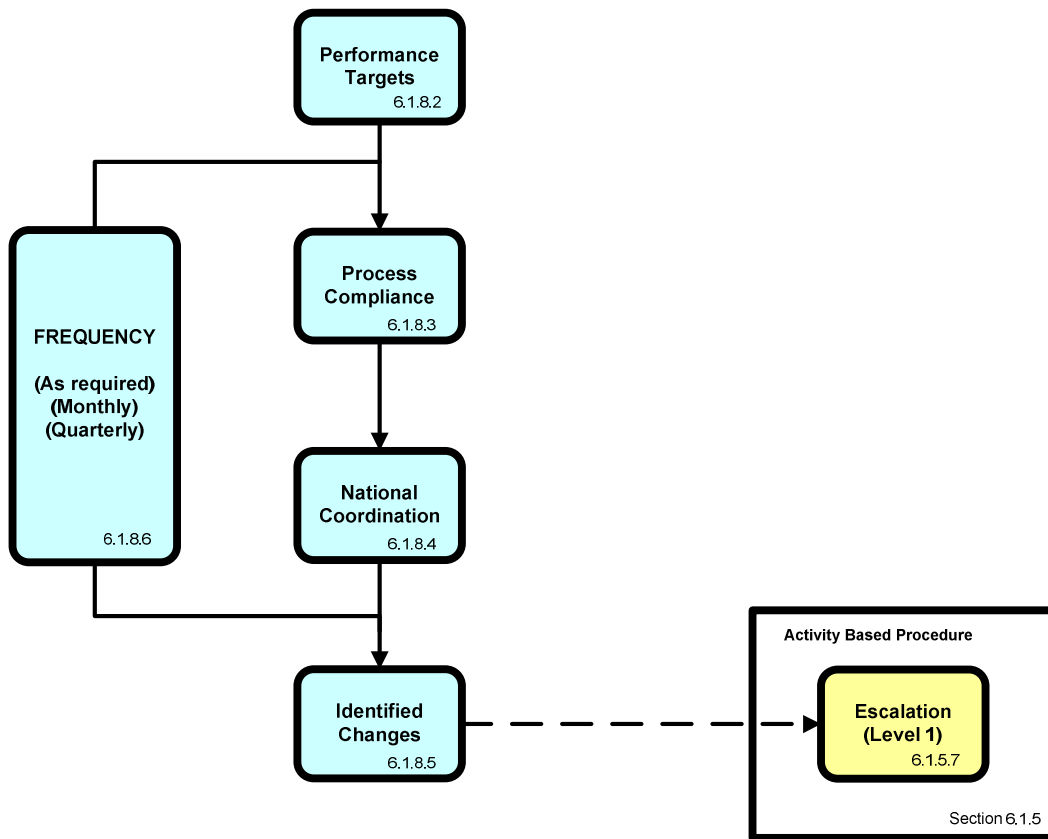 Performance
Targets
6.1.8.2
Process
Compliance
6.1.8.3
FREQUENCY
(As required)
(Monthly)
(Quarterly)
6.1.8.6
National
Coordination
6.1.8.4
Identified
Changes
6.1.8.5
Activity Based Procedure
Escalation
(Level 1)
6.1.5.7
Section 6.1.5